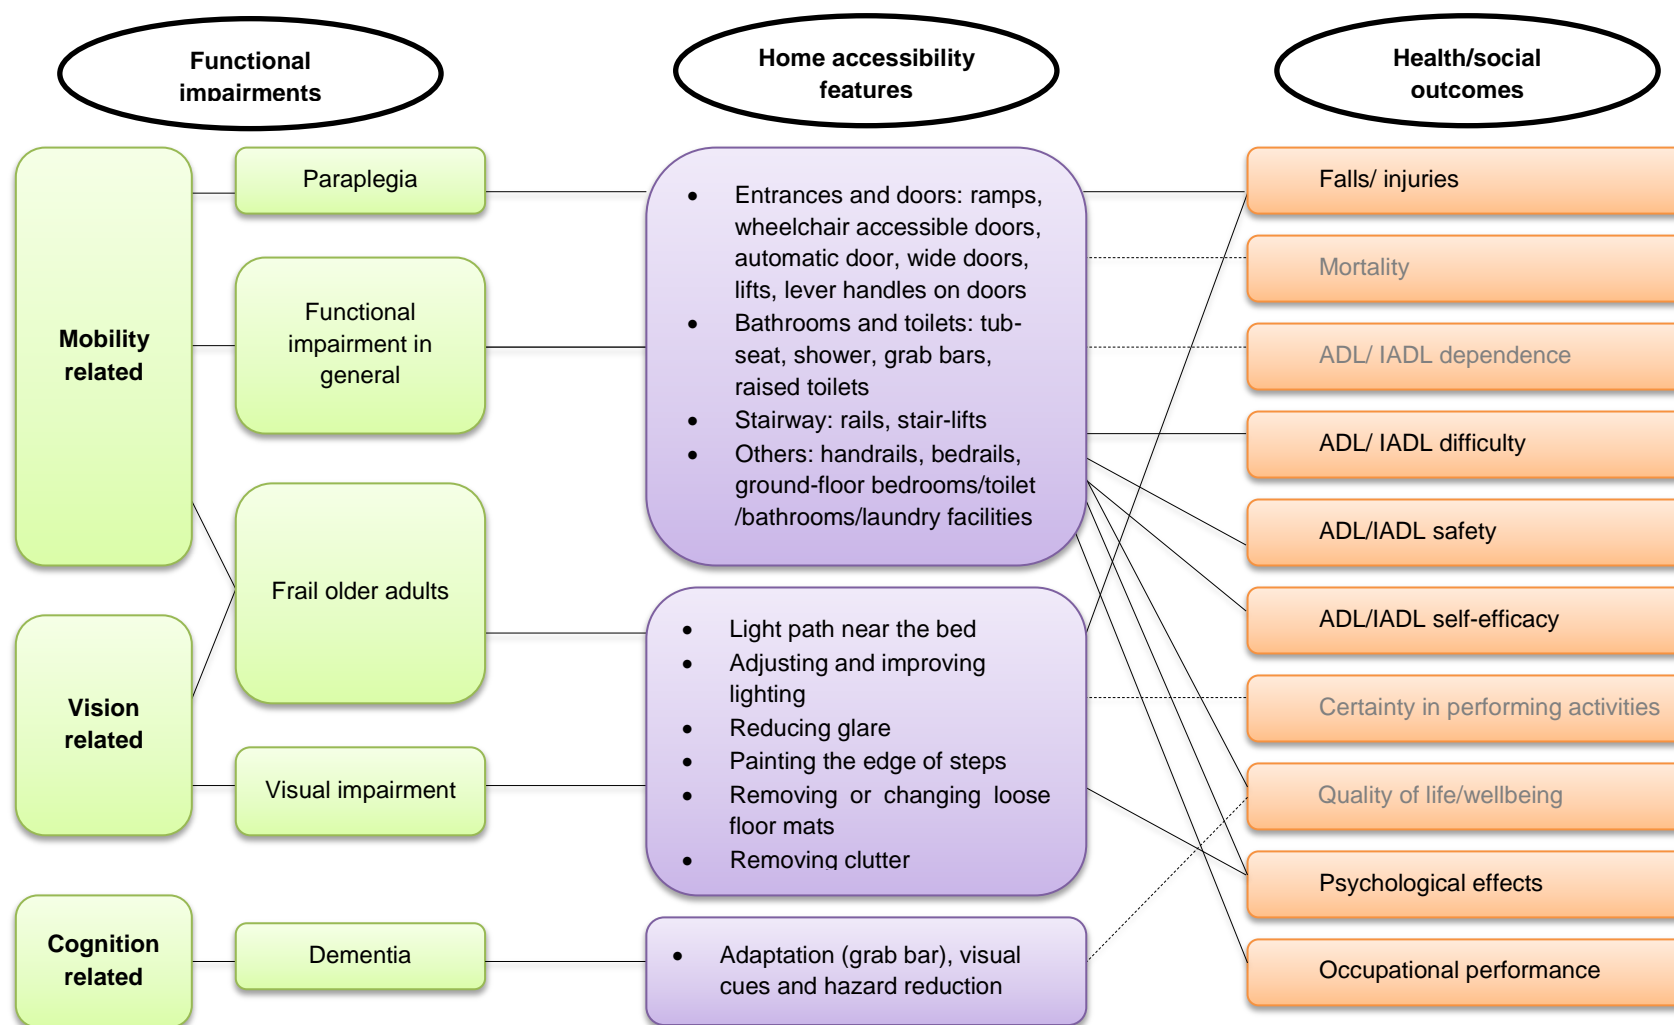 Functional
impairments
Home accessibility
features
Health/social
outcomes
Mobility
related
Vision
related
Cognition
related
Paraplegia
Functional
impairment in
general
Frail older adults
Visual impairment
Dementia
• Entrances and doors: ramps,
wheelchair accessible doors,
automatic door, wide doors,
lifts, lever handles on doors
• Bathrooms and toilets: tub-
seat, shower, grab bars,
raised toilets
• Stairway: rails, stair-lifts
• Others: handrails, bedrails,
ground-floor bedrooms/toilet
/bathrooms/laundry facilities
• Light path near the bed
• Adjusting and improving
lighting
• Reducing glare
• Painting the edge of steps
• Removing or changing loose
floor mats
• Removing clutter
• Adaptation (grab bar), visual
cues and hazard reduction
Falls/ injuries
Mortality
ADL/ IADL dependence
ADL/ IADL difficulty
ADL/IADL safety
ADL/IADL self-efficacy
Certainty in performing activities
Quality of life/wellbeing
Psychological effects
Occupational performance